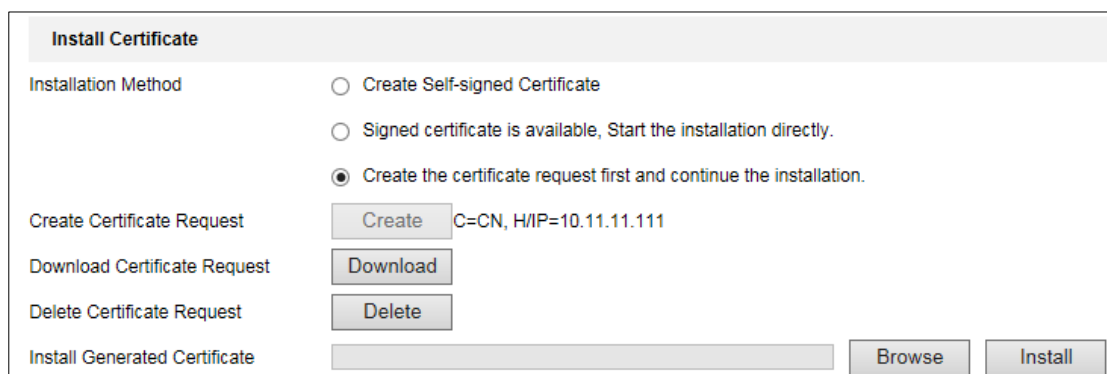 Install Certificate
Installation Method
Create Self-signed Certificate
Signed certificate is available, Start the installation directly.
Create the certificate request first and continue the installation.
Create Certificate Request Create C=CN, H/IP=10.11.11.111
Download Certificate Request Download
Delete Certificate Request Delete
Install Generated Certificate Browse Install